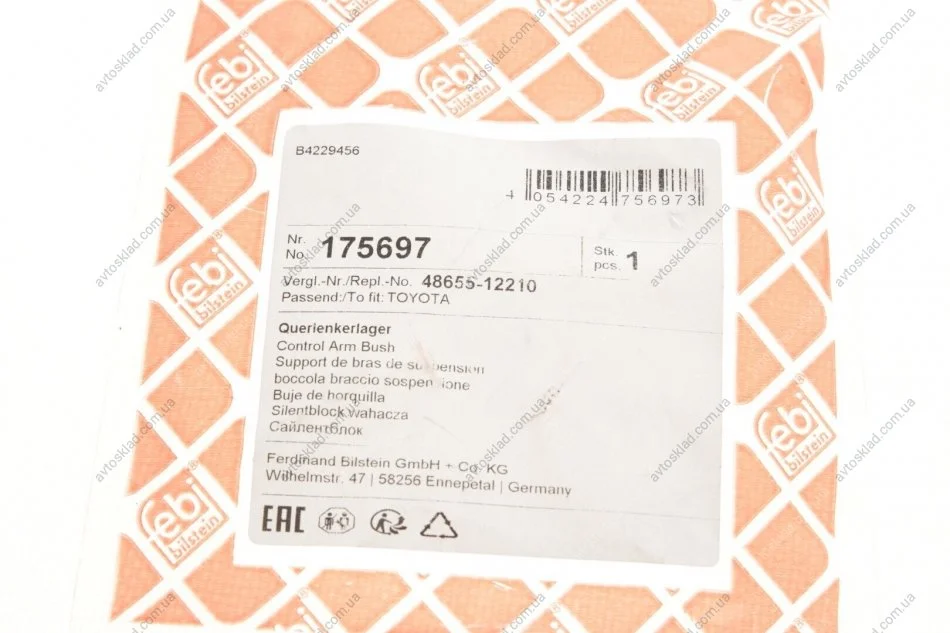 B4229456
4 054224 756973
Nr.
No. 175697
Stk.
pcs. 1
Vergl.-Nr./Repl.-No. 48655-12210
Passend:/To fit: TOYOTA
Querlenkerlager
Control Arm Bush
Support de bras de suspension
boccola braccio sospensione
Buje de horquilla
Silentblock wahacza
Сайлентблок
Ferdinand Bilstein GmbH + Co. KG
Wilhelmstr. 47 | 58256 Ennepetal | Germany
EAC
febi
bilstein
avtosklad.com.ua